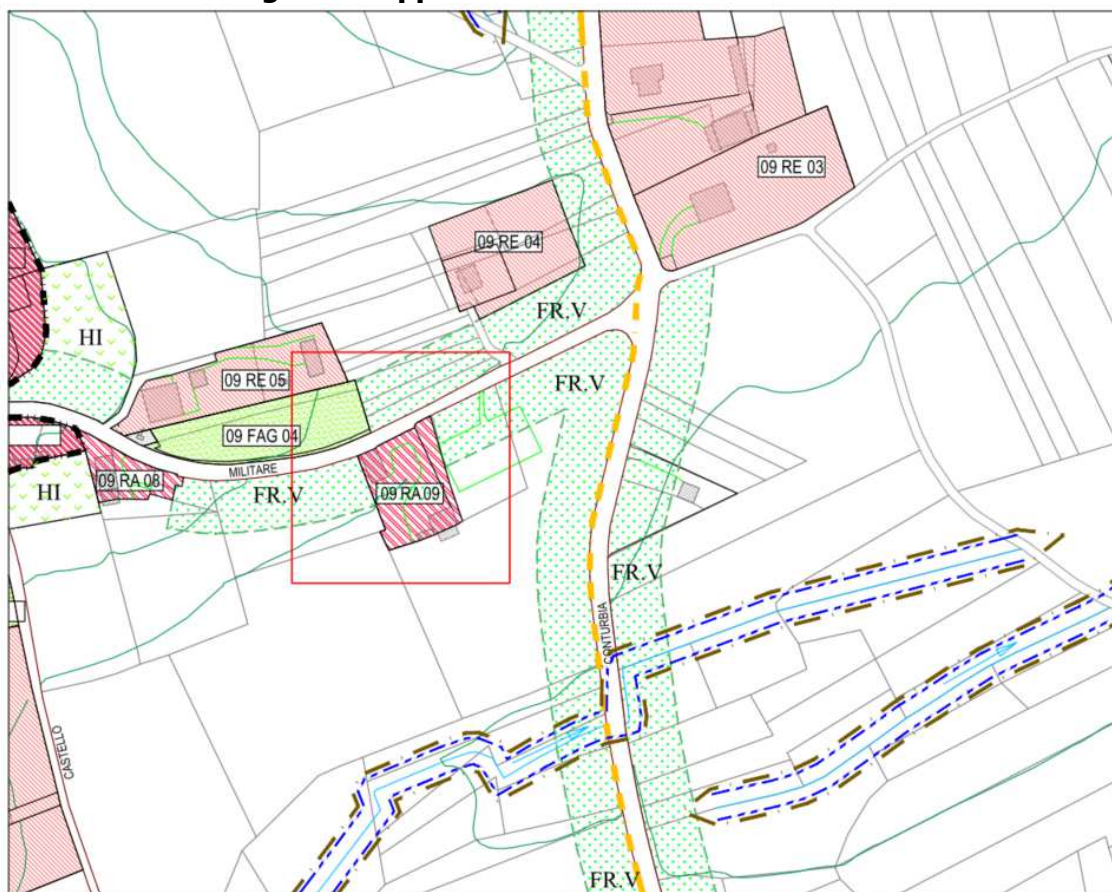 09 RE 03
09 RE 04
FR.V
HI
09 RE 05
FR.V
09 FAG 04
MILITARE
09 RA 08
HI
FR.V
09 RA 09
FR.V
CONTURBIA
CASTELLO
FR.V